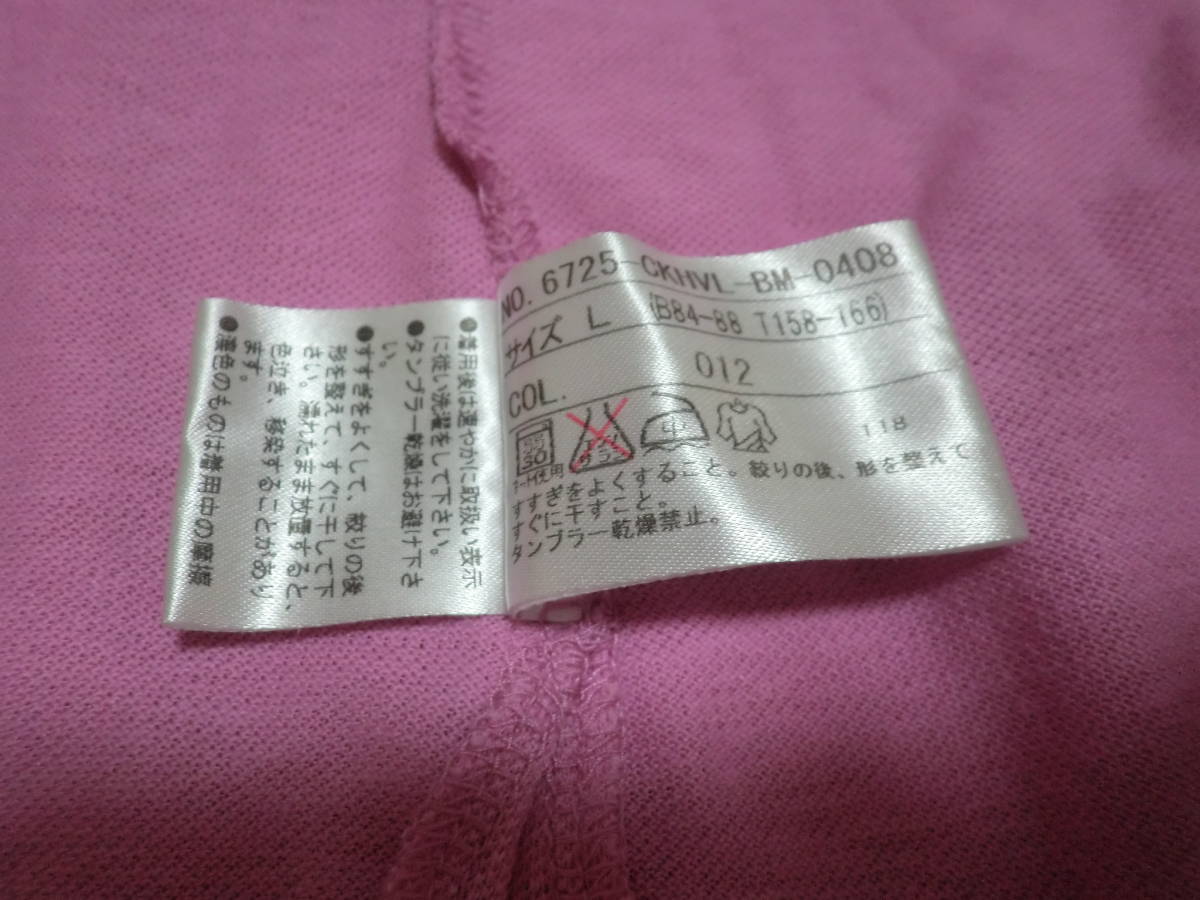 NO. 6725-CKHVL-BM-0408
サイズ L (B84-88 T158-166)
COL. 012
30
エンソ
サラシ
中
118
ネット使用
すすぎをよくすること。絞りの後、形を整えて
すぐに干すこと。
タンブラー乾燥禁止。
●着用後は速やかに取扱い表示
に従い洗濯をして下さい。
●タンブラー乾燥はお避け下さ
い。
●すすぎをよくして、絞りの後
形を整えて、すぐに干して下
さい。濡れたまま放置すると、
色泣き、移染することがあり
ます。
●濃色のものは着用中の摩擦